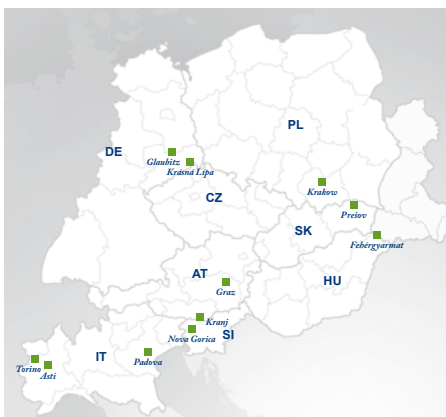 PL
DE
Glaubitz
Krásná Lípa
Krakow
CZ
Prešov
SK
Fehérgyarmat
AT
HU
Graz
Kranj
SI
Nova Gorica
IT
Padova
Torino
Asti